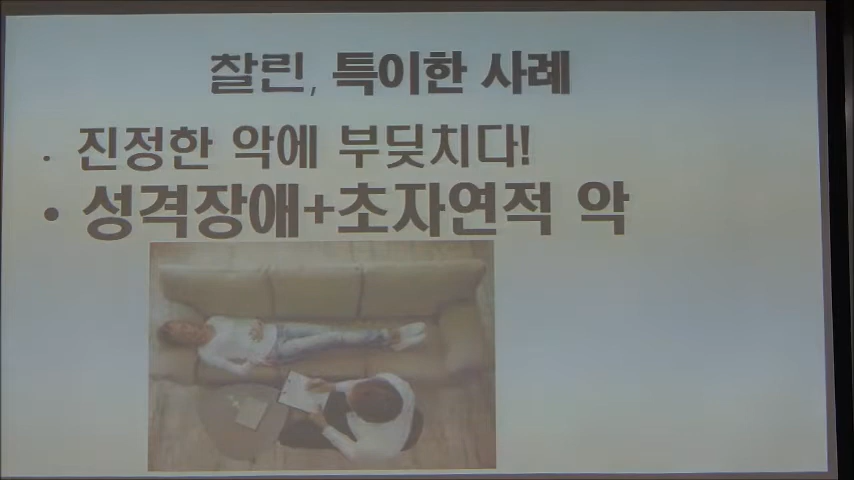 찰린, 특이한 사례
· 진정한 악에 부딪치다!
• 성격장애+초자연적 악